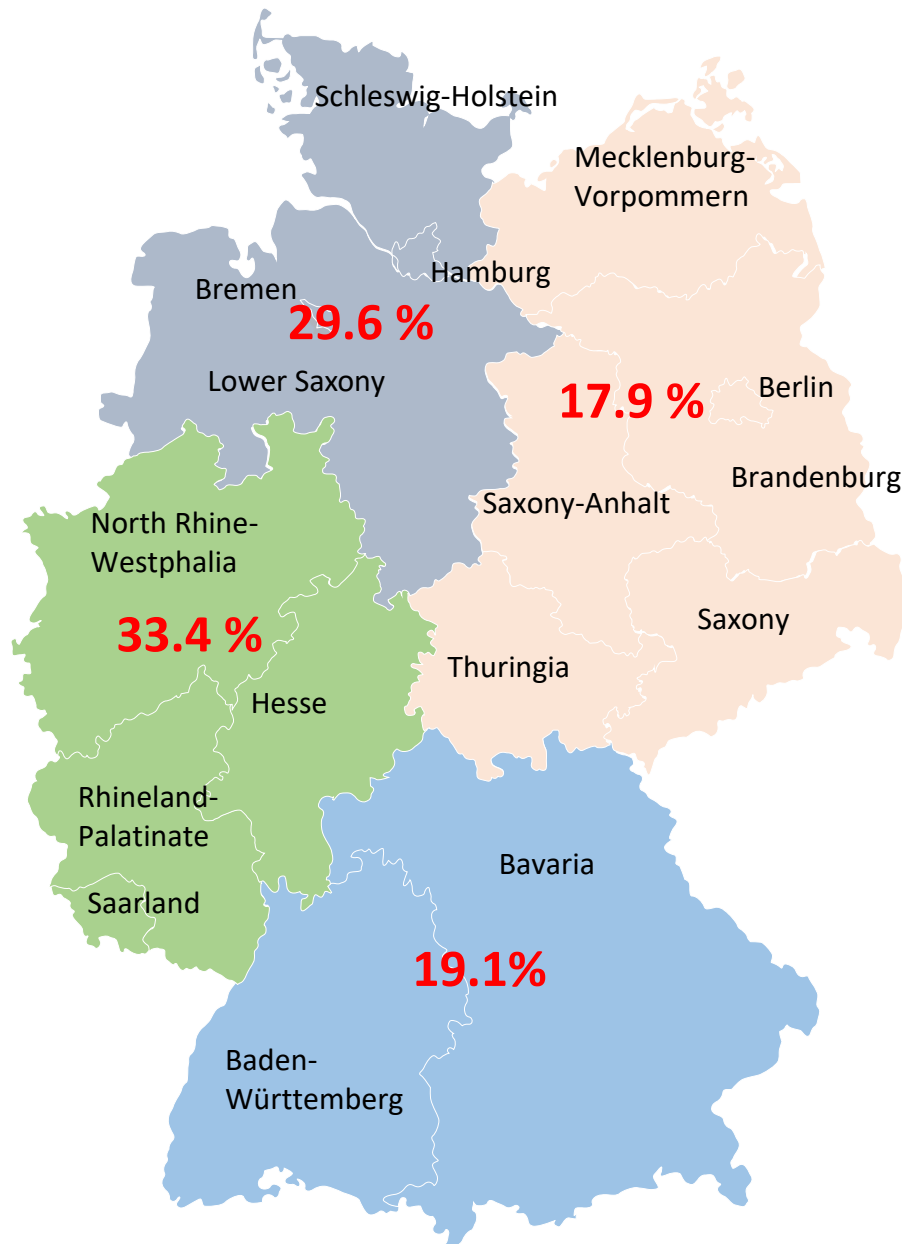 Schleswig-Holstein
Mecklenburg-
Vorpommern
Hamburg
Bremen
29.6 %
Lower Saxony
17.9 %
Berlin
Brandenburg
Saxony-Anhalt
North Rhine-
Westphalia
33.4 %
Saxony
Thuringia
Hesse
Rhineland-
Palatinate
Bavaria
Saarland
19.1%
Baden-
Württemberg